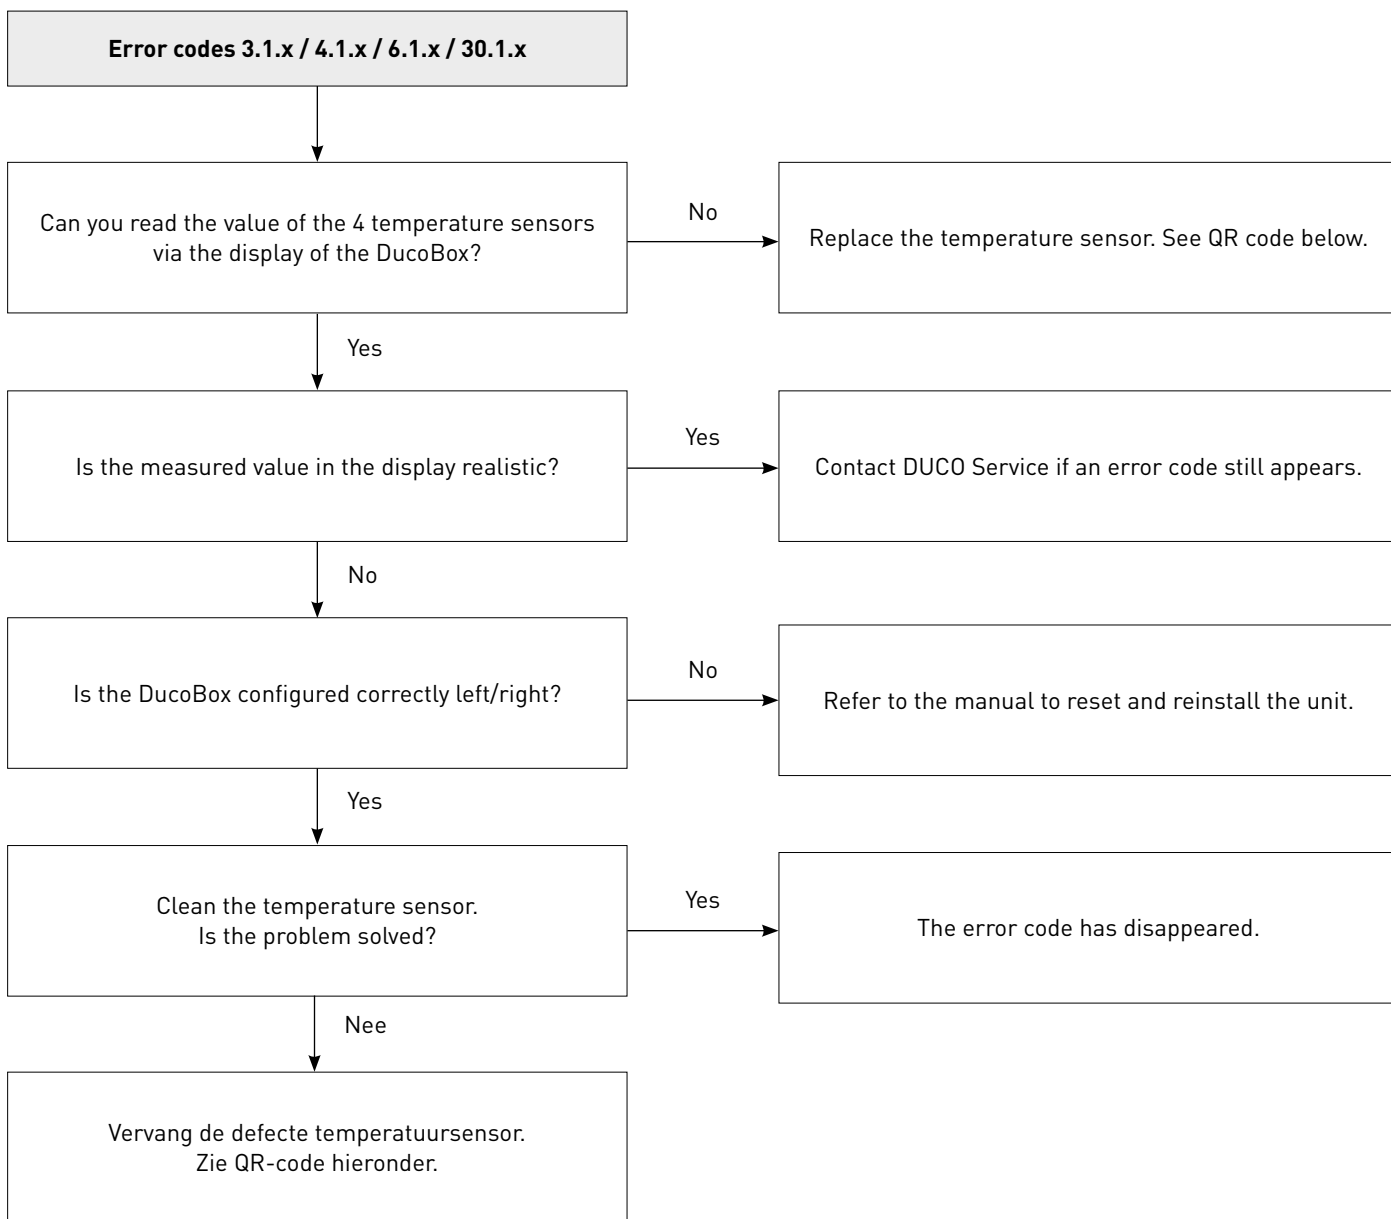 Error codes 3.1.x / 4.1.x / 6.1.x / 30.1.x
Can you read the value of the 4 temperature sensors
via the display of the DucoBox?
No
Replace the temperature sensor. See QR code below.
Yes
Is the measured value in the display realistic?
Yes
Contact DUCO Service if an error code still appears.
No
Is the DucoBox configured correctly left/right?
No
Refer to the manual to reset and reinstall the unit.
Yes
Clean the temperature sensor.
Is the problem solved?
Yes
The error code has disappeared.
Nee
Vervang de defecte temperatuursensor.
Zie QR-code hieronder.